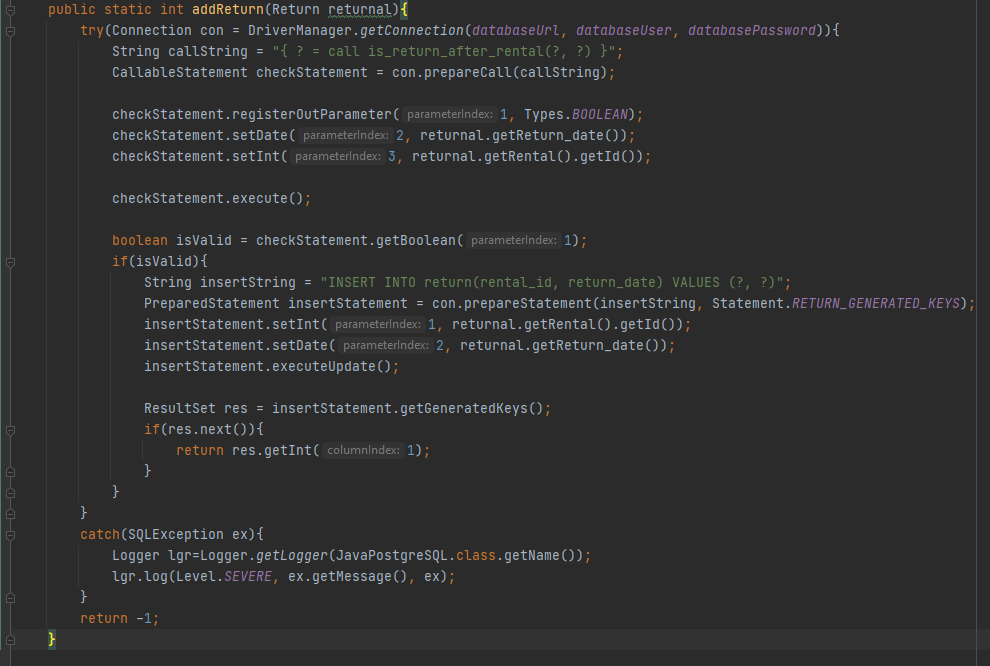 public static int addReturn(Return returnal){
try(Connection con = DriverManager.getConnection(databaseUrl, databaseUser, databasePassword)){
String callString = "{ ? = call is_return_after_rental(?, ?) }";
CallableStatement checkStatement = con.prepareCall(callString);
checkStatement.registerOutParameter( parameterIndex: 1, Types.BOOLEAN);
checkStatement.setDate( parameterIndex: 2, returnal.getReturn_date());
checkStatement.setInt( parameterIndex: 3, returnal.getRental().getId());
checkStatement.execute();
boolean isValid = checkStatement.getBoolean( parameterIndex: 1);
if(isValid){
String insertString = "INSERT INTO return(rental_id, return_date) VALUES (?, ?)";
PreparedStatement insertStatement = con.prepareStatement(insertString, Statement.RETURN_GENERATED_KEYS);
insertStatement.setInt( parameterIndex: 1, returnal.getRental().getId());
insertStatement.setDate( parameterIndex: 2, returnal.getReturn_date());
insertStatement.executeUpdate();
ResultSet res = insertStatement.getGeneratedKeys();
if(res.next()){
return res.getInt( columnIndex: 1);
}
}
}
catch(SQLException ex){
Logger lgr=Logger.getLogger(JavaPostgreSQL.class.getName());
lgr.log(Level.SEVERE, ex.getMessage(), ex);
}
return -1;
}